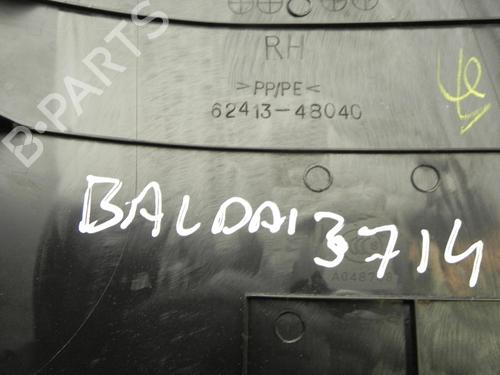 RH
>PP/PE<
62413-48040
BALDAI 3714
B-PARTS